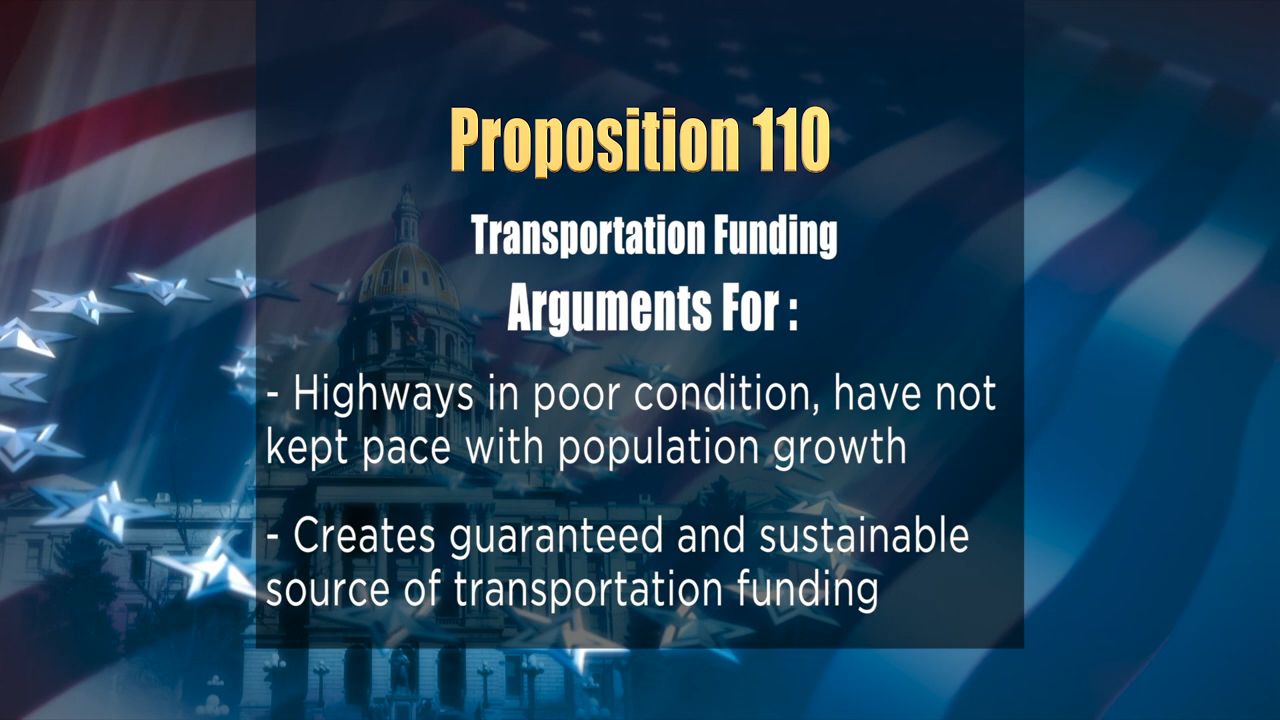 Proposition 110
Transportation Funding
Arguments For :
- Highways in poor condition, have not
kept pace with population growth
- Creates guaranteed and sustainable
source of transportation funding